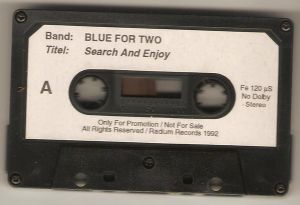 Band: BLUE FOR TWO
Titel: Search And Enjoy
A
Fe 120 µS
No Dolby
Stereo
Only For Promotion / Not For Sale
All Rights Reserved / Radium Records 1992